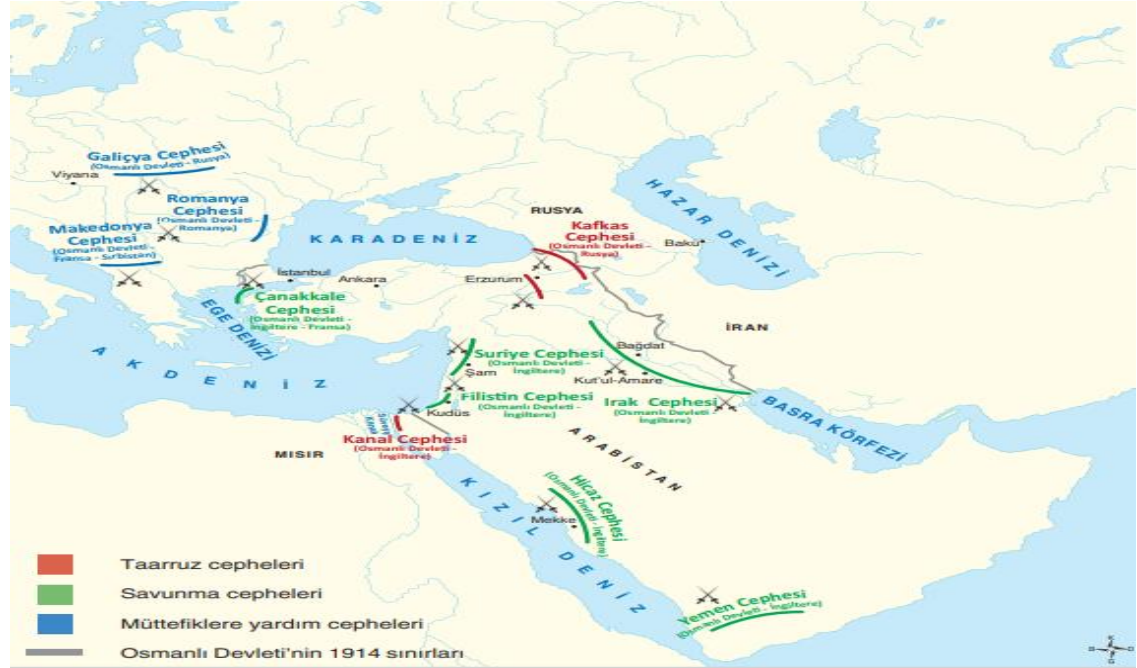 Galiçya Cephesi
(Osmanlı Devleti - Rusya)
Viyana
Romanya
Cephesi
(Osmanlı Devleti -
Romanya)
Makedonya
Cephesi
(Osmanlı Devleti -
Fransa - Sırbistan)
KARADENİZ
RUSYA
Kafkas
Cephesi
(Osmanlı Devleti -
Rusya)
HAZAR DENİZİ
Bakü
İstanbul
Ankara
Erzurum
Çanakkale
Cephesi
(Osmanlı Devleti -
İngiltere - Fransa)
EGE DENİZİ
AKDENİZ
İRAN
Suriye Cephesi
(Osmanlı Devleti -
İngiltere)
Şam
Bağdat
Kut'ul-Amare
Filistin Cephesi
(Osmanlı Devleti -
İngiltere)
Kudüs
Irak Cephesi
(Osmanlı Devleti -
İngiltere)
BASRA KÖRFEZİ
Süveyş
Kanalı
Kanal Cephesi
(Osmanlı Devleti -
İngiltere)
MISIR
ARABİSTAN
KIZIL DENİZ
Hicaz Cephesi
(Osmanlı Devleti - İngiltere)
Mekke
Yemen Cephesi
(Osmanlı Devleti - İngiltere)
Taarruz cepheleri
Savunma cepheleri
Müttefiklere yardım cepheleri
Osmanlı Devleti'nin 1914 sınırları
K
B
D
G